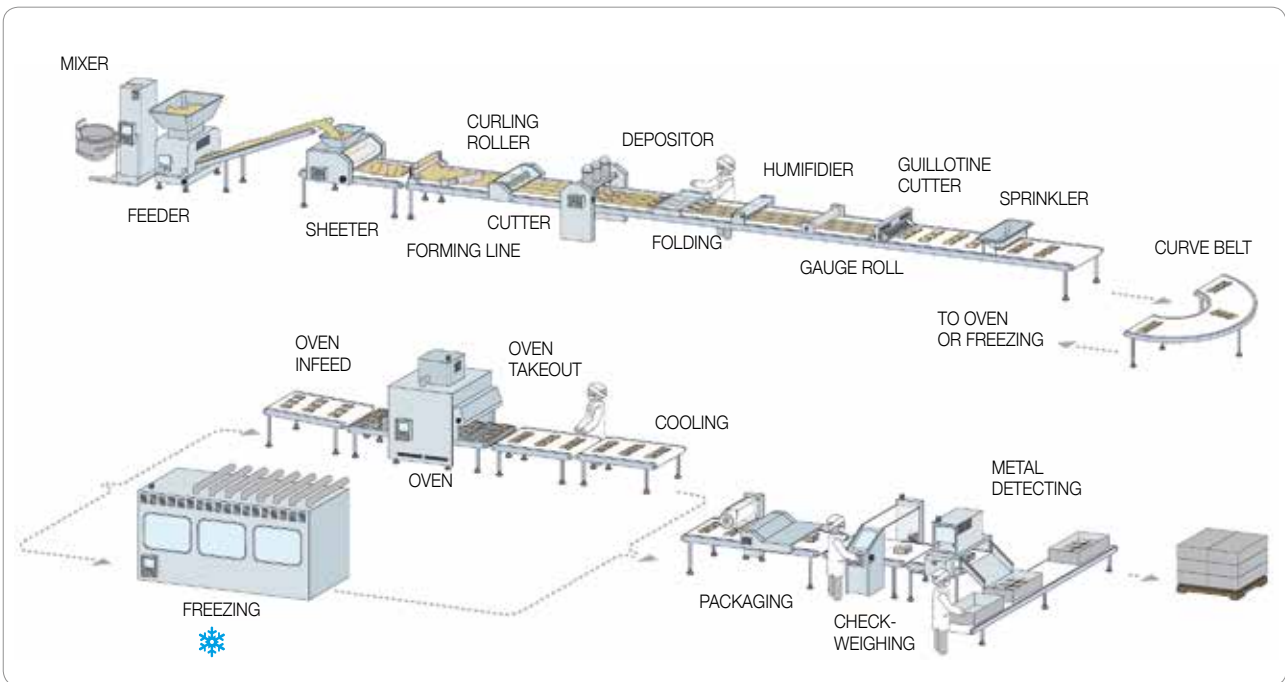 MIXER
FEEDER
SHEETER
CURLING
ROLLER
FORMING LINE
CUTTER
DEPOSITOR
FOLDING
HUMIFIDIER
GAUGE ROLL
GUILLOTINE
CUTTER
SPRINKLER
CURVE BELT
TO OVEN
OR FREEZING
OVEN
INFEED
OVEN
OVEN
TAKEOUT
COOLING
FREEZING
PACKAGING
CHECK-
WEIGHING
METAL
DETECTING